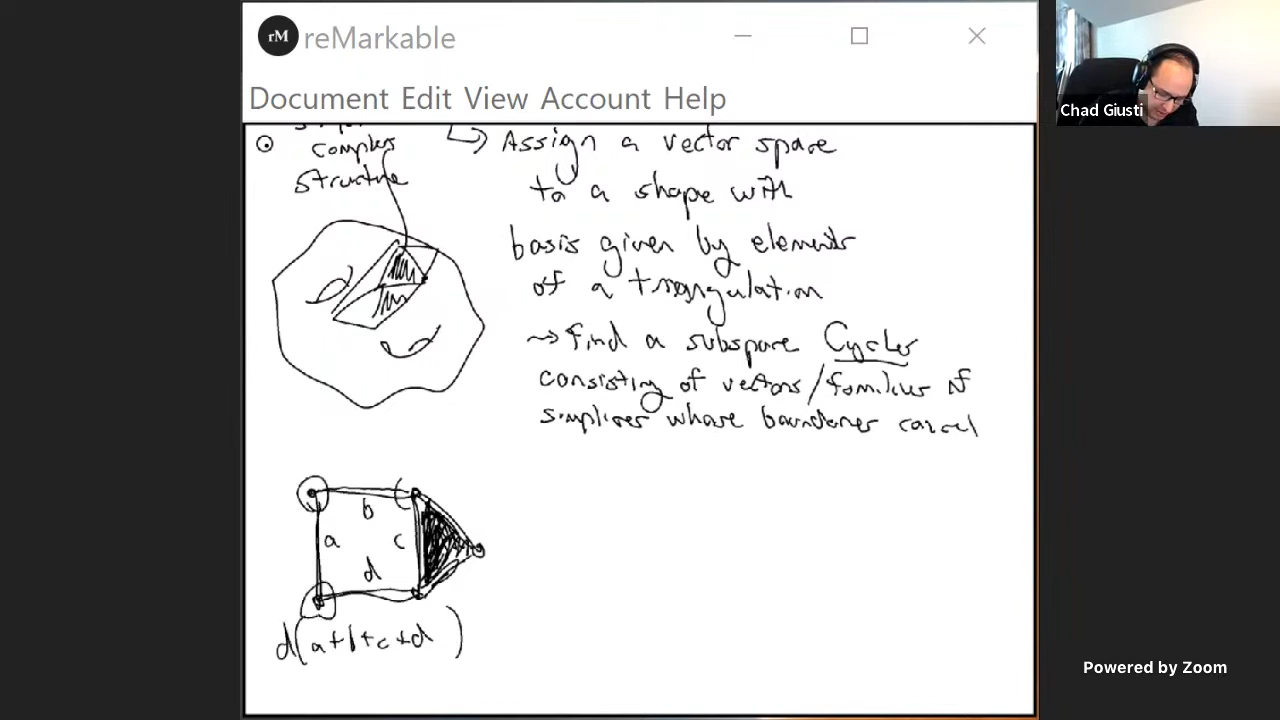 rM reMarkable
Document Edit View Account Help
Chad Giusti
complex
structure
Assign a vector space
to a shape with
basis given by elements
of a triangulation
~> Find a subspace Cycles
consisting of vectors/families of
simplices whose boundaries cancel
b
a c
d
d(a+b+c+d)
Powered by Zoom